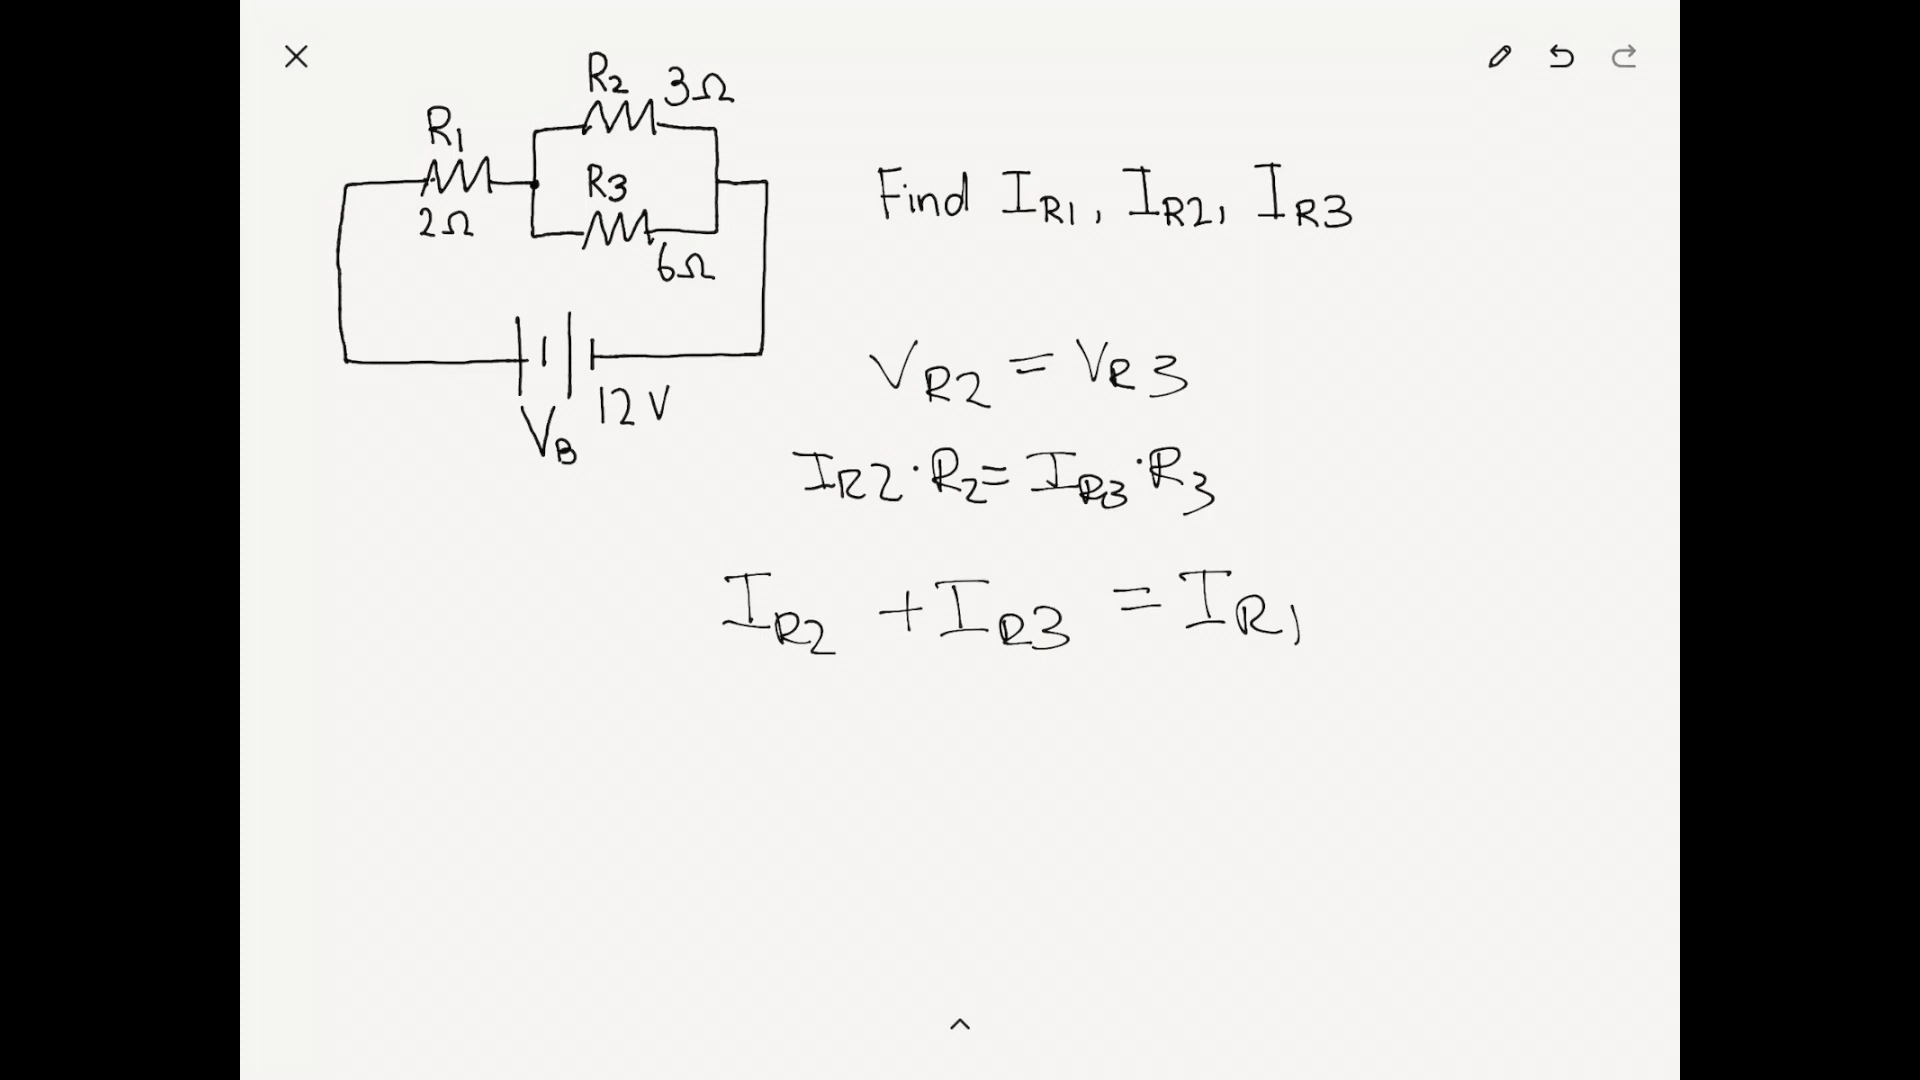 R2 3Ω
R1
R3
2Ω
6Ω
12V
VB
Find IR1, IR2, IR3
VR2 = VR3
IR2·R2=IR3·R3
IR2 + IR3 = IR1